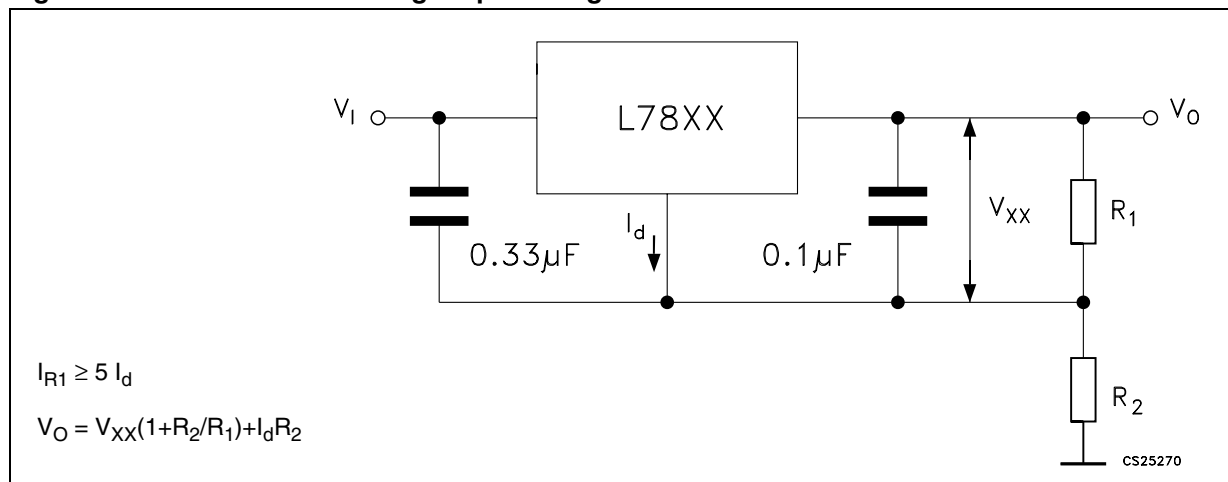 L78XX
V_I
V_O
I_d
V_XX
R_1
0.33µF
0.1µF
I_R1 ≥ 5 I_d
R_2
V_O = V_XX(1+R_2/R_1)+I_dR_2
CS25270